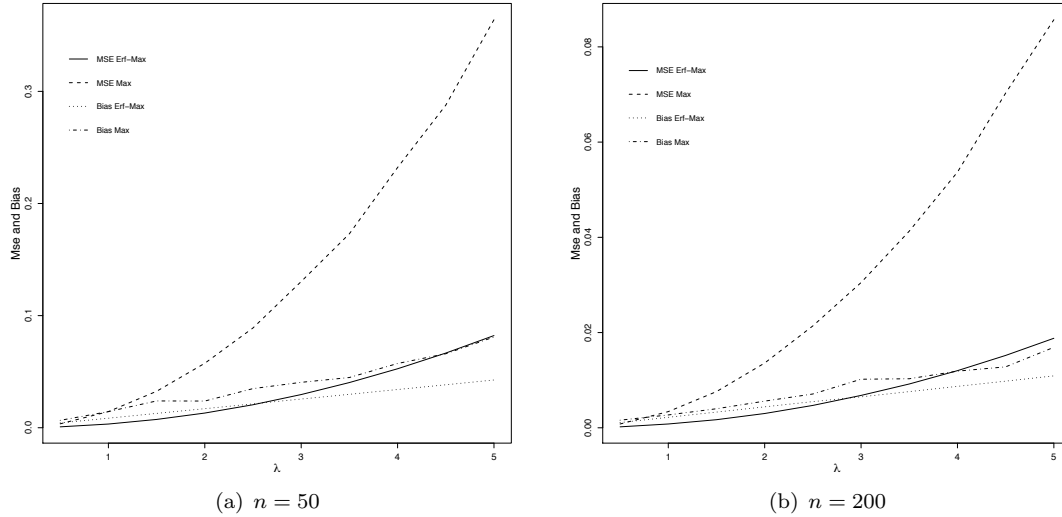 Mse and Bias
0.0
0.1
0.2
0.3
MSE Erf−Max
MSE Max
Bias Erf−Max
Bias Max
1
2
3
4
5
λ
(a) n = 50
Mse and Bias
0.00
0.02
0.04
0.06
0.08
MSE Erf−Max
MSE Max
Bias Erf−Max
Bias Max
1
2
3
4
5
λ
(b) n = 200